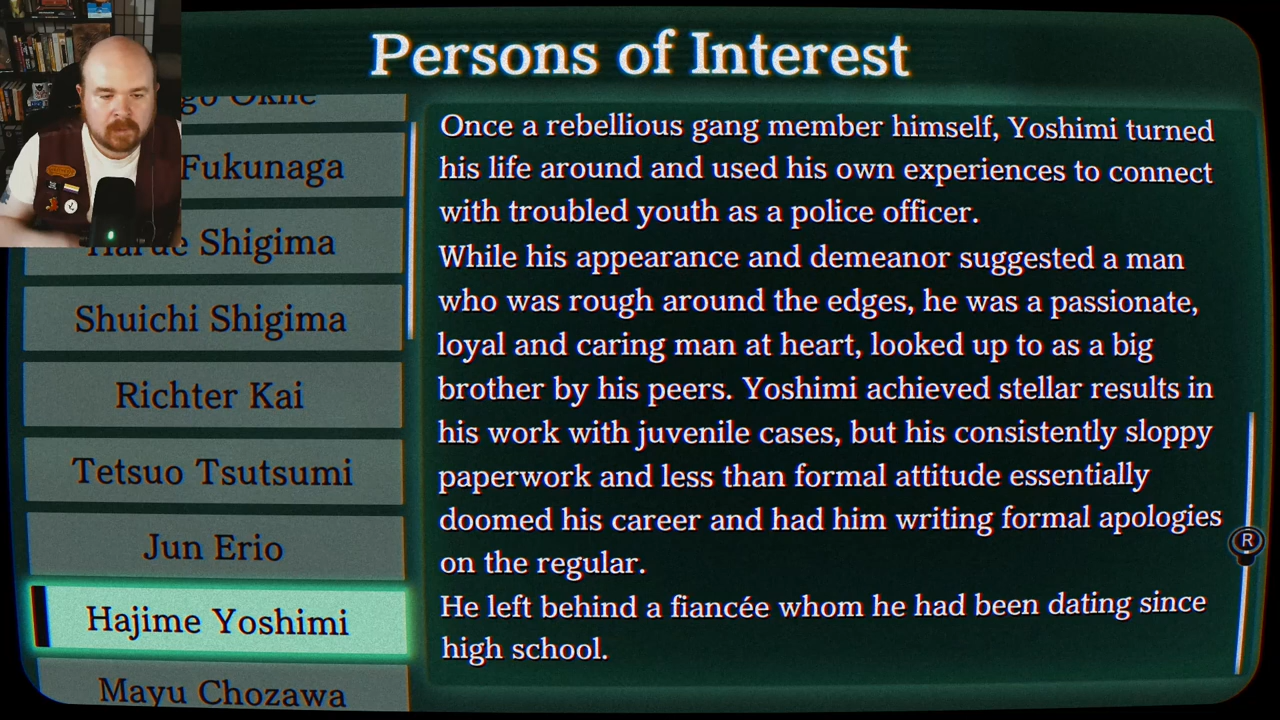 Persons of Interest
Fukunaga
Shigima
Shuichi Shigima
Richter Kai
Tetsuo Tsutsumi
Jun Erio
Hajime Yoshimi
Mayu Chozawa
Once a rebellious gang member himself, Yoshimi turned
his life around and used his own experiences to connect
with troubled youth as a police officer.
While his appearance and demeanor suggested a man
who was rough around the edges, he was a passionate,
loyal and caring man at heart, looked up to as a big
brother by his peers. Yoshimi achieved stellar results in
his work with juvenile cases, but his consistently sloppy
paperwork and less than formal attitude essentially
doomed his career and had him writing formal apologies
on the regular.
He left behind a fiancée whom he had been dating since
high school.
R